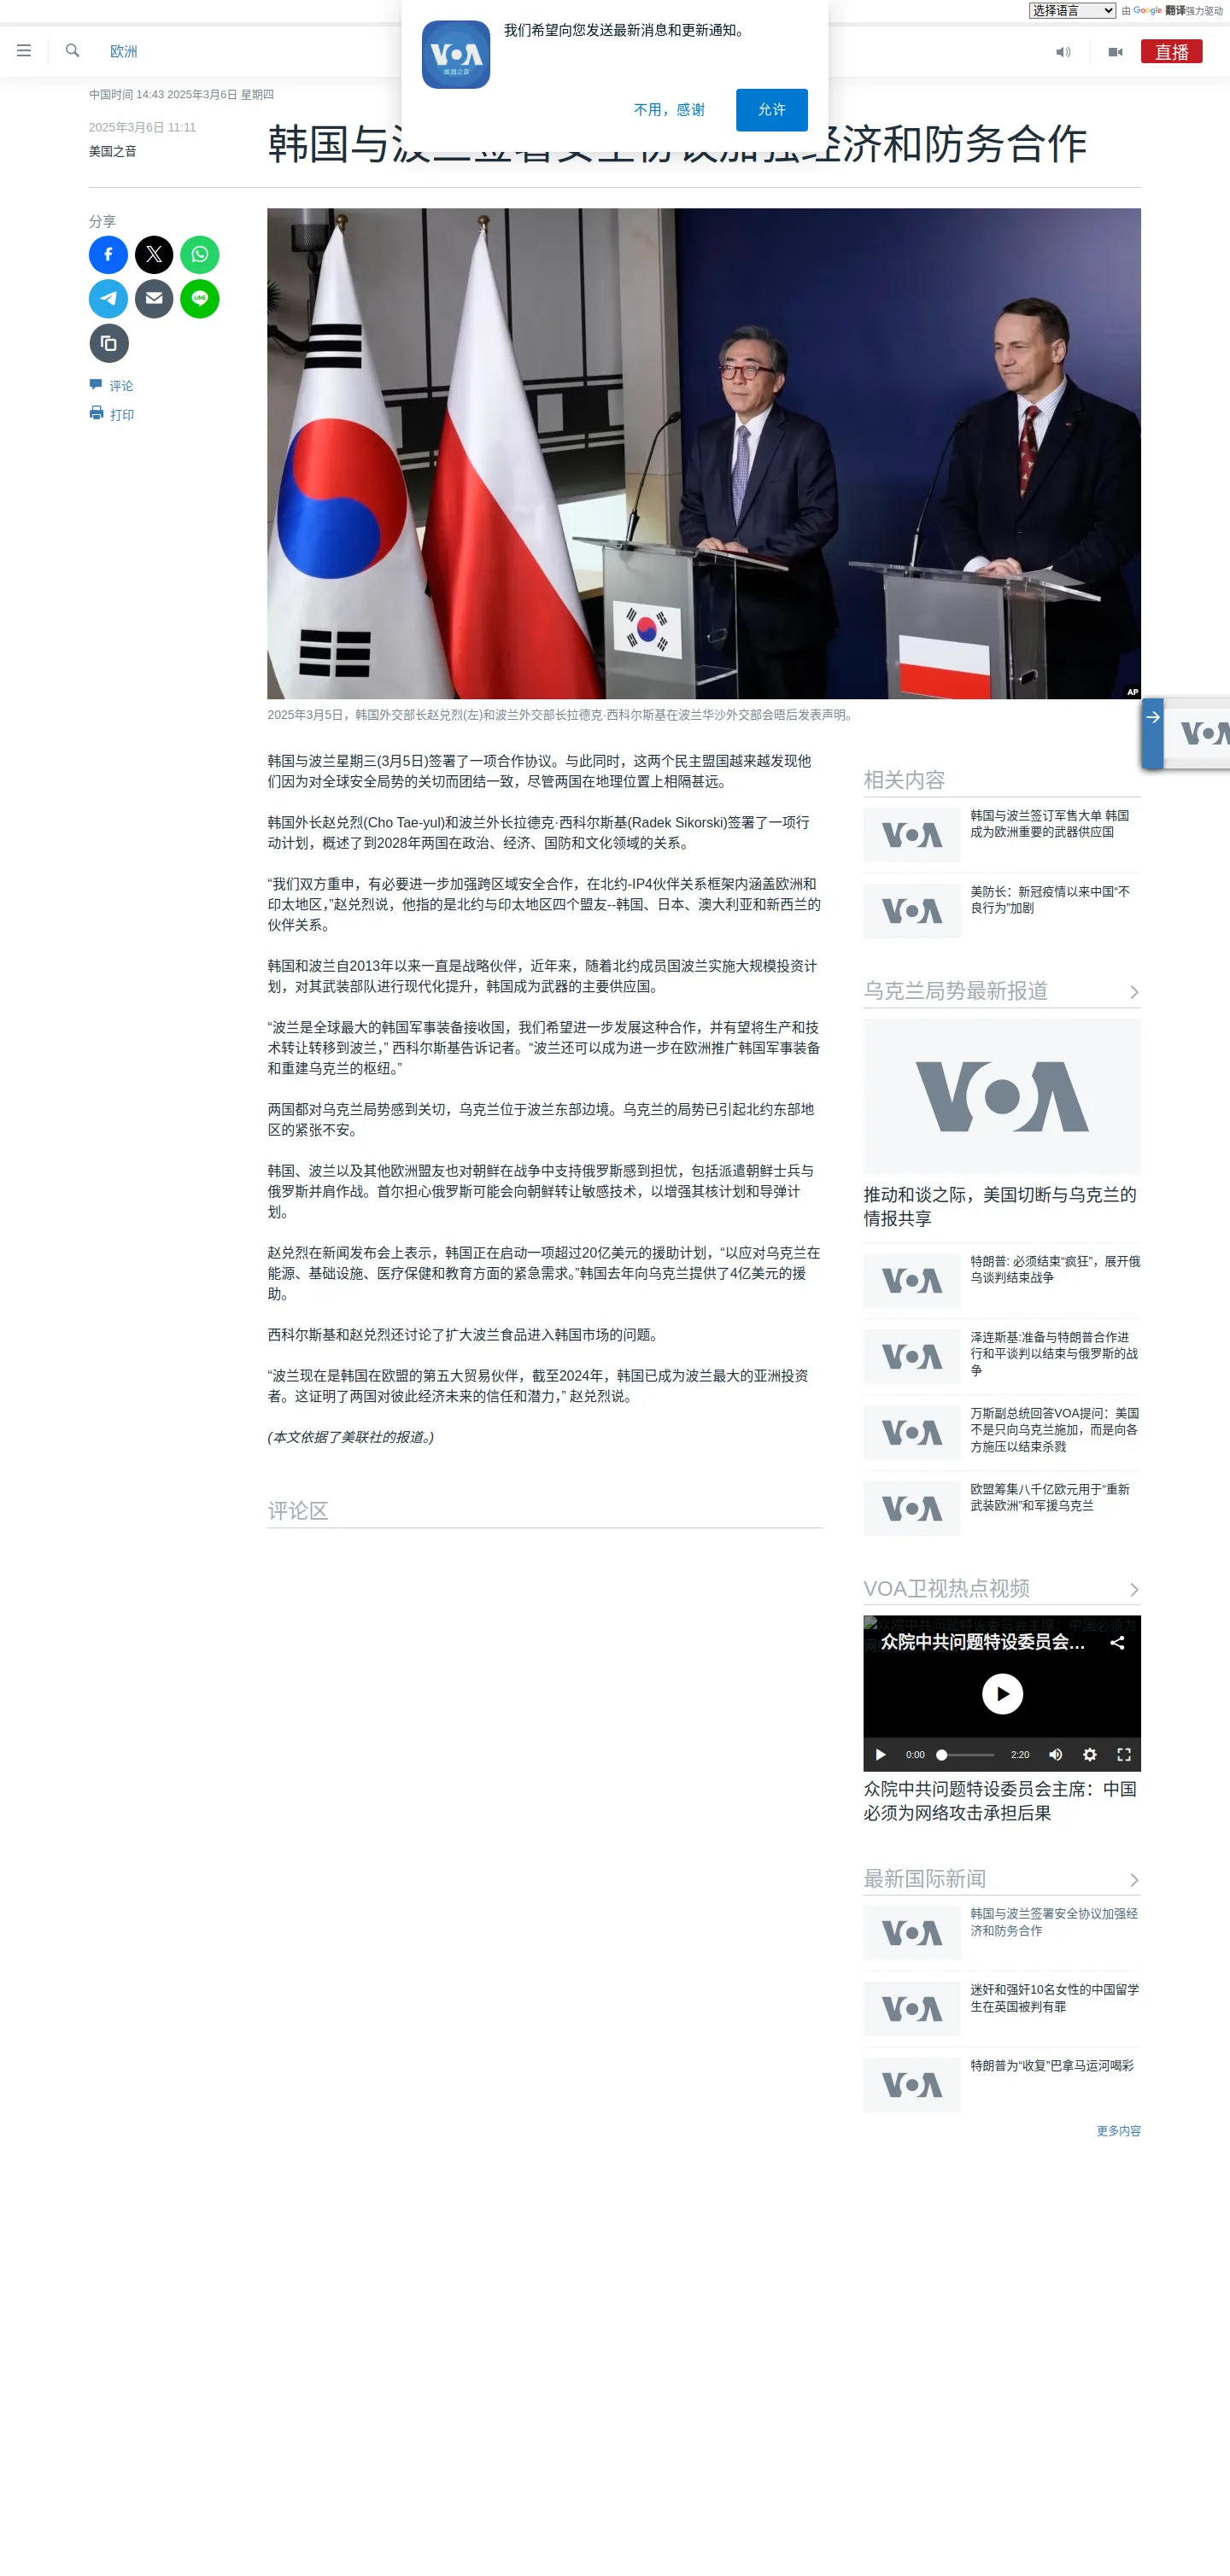 选择语言
由 Google 翻译强力驱动
我们希望向您发送最新消息和更新通知。
VOA
美国之音
不用，感谢
允许
欧洲
直播
中国时间 14:43 2025年3月6日 星期四
2025年3月6日 11:11
美国之音
韩国与
经济和防务合作
分享
LINE
评论
打印
AP
2025年3月5日，韩国外交部长赵兑烈(左)和波兰外交部长拉德克·西科尔斯基在波兰华沙外交部会晤后发表声明。
韩国与波兰星期三(3月5日)签署了一项合作协议。与此同时，这两个民主盟国越来越发现他
们因为对全球安全局势的关切而团结一致，尽管两国在地理位置上相隔甚远。
韩国外长赵兑烈(Cho Tae-yul)和波兰外长拉德克·西科尔斯基(Radek Sikorski)签署了一项行
动计划，概述了到2028年两国在政治、经济、国防和文化领域的关系。
“我们双方重申，有必要进一步加强跨区域安全合作，在北约-IP4伙伴关系框架内涵盖欧洲和
印太地区，”赵兑烈说，他指的是北约与印太地区四个盟友--韩国、日本、澳大利亚和新西兰的
伙伴关系。
韩国和波兰自2013年以来一直是战略伙伴，近年来，随着北约成员国波兰实施大规模投资计
划，对其武装部队进行现代化提升，韩国成为武器的主要供应国。
“波兰是全球最大的韩国军事装备接收国，我们希望进一步发展这种合作，并有望将生产和技
术转让转移到波兰，” 西科尔斯基告诉记者。“波兰还可以成为进一步在欧洲推广韩国军事装备
和重建乌克兰的枢纽。”
两国都对乌克兰局势感到关切，乌克兰位于波兰东部边境。乌克兰的局势已引起北约东部地
区的紧张不安。
韩国、波兰以及其他欧洲盟友也对朝鲜在战争中支持俄罗斯感到担忧，包括派遣朝鲜士兵与
俄罗斯并肩作战。首尔担心俄罗斯可能会向朝鲜转让敏感技术，以增强其核计划和导弹计
划。
赵兑烈在新闻发布会上表示，韩国正在启动一项超过20亿美元的援助计划，“以应对乌克兰在
能源、基础设施、医疗保健和教育方面的紧急需求。”韩国去年向乌克兰提供了4亿美元的援
助。
西科尔斯基和赵兑烈还讨论了扩大波兰食品进入韩国市场的问题。
“波兰现在是韩国在欧盟的第五大贸易伙伴，截至2024年，韩国已成为波兰最大的亚洲投资
者。这证明了两国对彼此经济未来的信任和潜力，” 赵兑烈说。
(本文依据了美联社的报道。)
评论区
VOA
相关内容
VOA
韩国与波兰签订军售大单 韩国
成为欧洲重要的武器供应国
VOA
美防长：新冠疫情以来中国“不
良行为”加剧
乌克兰局势最新报道
VOA
推动和谈之际，美国切断与乌克兰的
情报共享
VOA
特朗普: 必须结束“疯狂”，展开俄
乌谈判结束战争
VOA
泽连斯基:准备与特朗普合作进
行和平谈判以结束与俄罗斯的战
争
VOA
万斯副总统回答VOA提问：美国
不是只向乌克兰施加，而是向各
方施压以结束杀戮
VOA
欧盟筹集八千亿欧元用于“重新
武装欧洲”和军援乌克兰
VOA卫视热点视频
众院中共问题特设委员会主席：中国必须为
众院中共问题特设委员会...
0:00
2:20
众院中共问题特设委员会主席：中国
必须为网络攻击承担后果
最新国际新闻
VOA
韩国与波兰签署安全协议加强经
济和防务合作
VOA
迷奸和强奸10名女性的中国留学
生在英国被判有罪
VOA
特朗普为“收复”巴拿马运河喝彩
更多内容